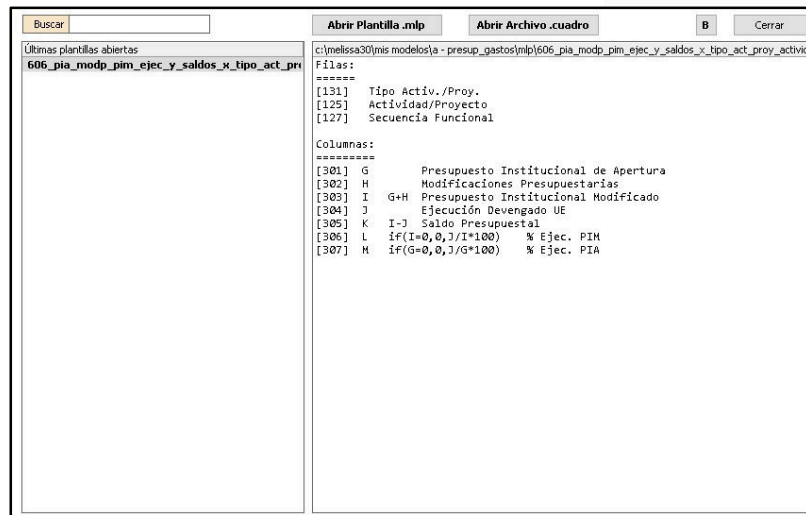 Buscar
Abrir Plantilla .mlp
Abrir Archivo .cuadro
B
Cerrar
Últimas plantillas abiertas
606_pia_modp_pim_ejec_y_saldos_x_tipo_act_pr
c:\melissa30\mis modelos\a - presup_gastos\mlp\606_pia_modp_pim_ejec_y_saldos_x_tipo_act_proy_activid
Filas:
======
[131] Tipo Activ./Proy.
[125] Actividad/Proyecto
[127] Secuencia Funcional
Columnas:
=========
[301] G Presupuesto Institucional de Apertura
[302] H Modificaciones Presupuestarias
[303] I G+H Presupuesto Institucional Modificado
[304] J Ejecución Devengado UE
[305] K I-J Saldo Presupuestal
[306] L if(I=0,0,J/I*100) % Ejec. PIM
[307] M if(G=0,0,J/G*100) % Ejec. PIA